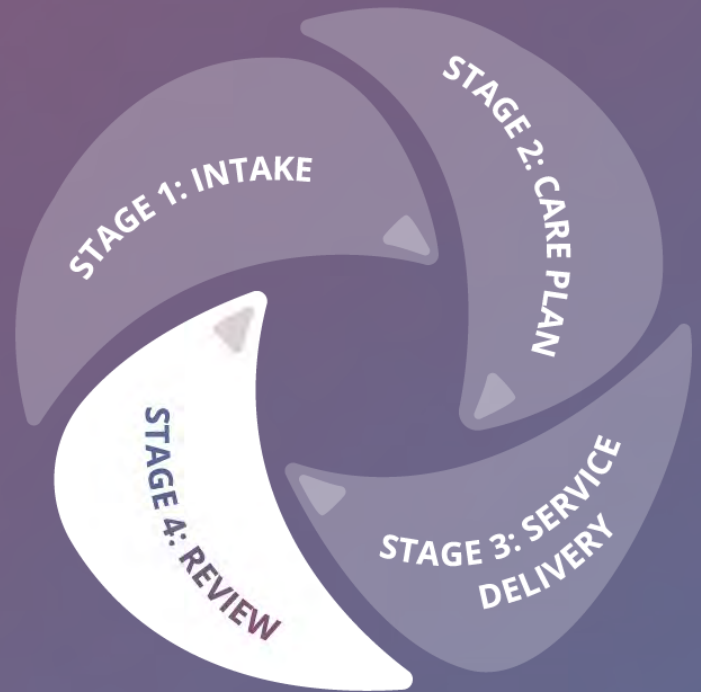 STAGE 1: INTAKE
STAGE 2: CARE PLAN
STAGE 3: SERVICE
DELIVERY
STAGE 4: REVIEW